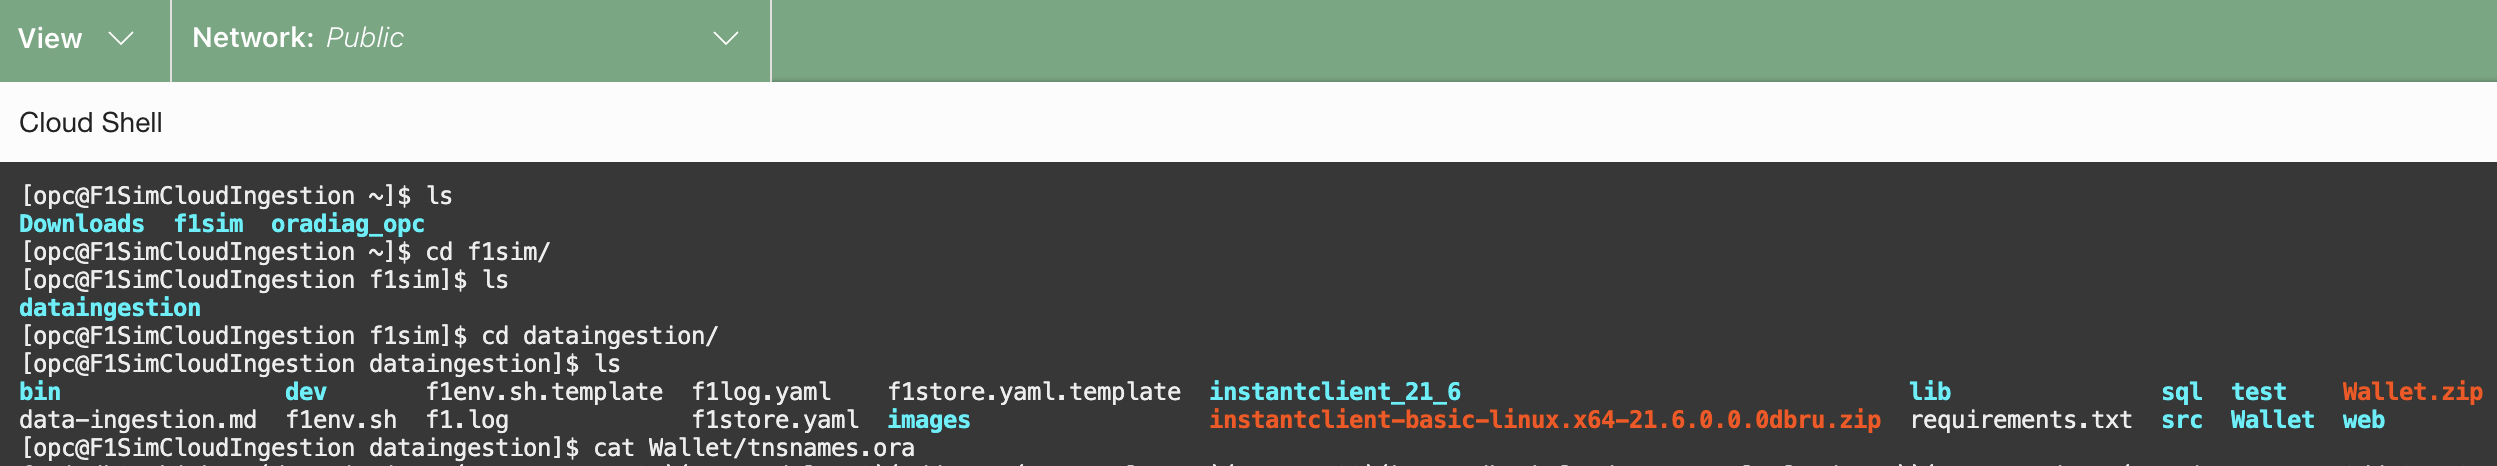 View Network: Public
Cloud Shell
[opc@F1SimCloudIngestion ~]$ ls
Downloads f1sim oradiag_opc
[opc@F1SimCloudIngestion ~]$ cd f1sim/
[opc@F1SimCloudIngestion f1sim]$ ls
dataingestion
[opc@F1SimCloudIngestion f1sim]$ cd dataingestion/
[opc@F1SimCloudIngestion dataingestion]$ ls
bin dev f1env.sh.template f1log.yaml f1store.yaml.template instantclient_21_6 lib sql test Wallet.zip
data-ingestion.md f1env.sh f1.log f1store.yaml images instantclient-basic-linux.x64-21.6.0.0.0dbru.zip requirements.txt src Wallet web
[opc@F1SimCloudIngestion dataingestion]$ cat Wallet/tnsnames.ora